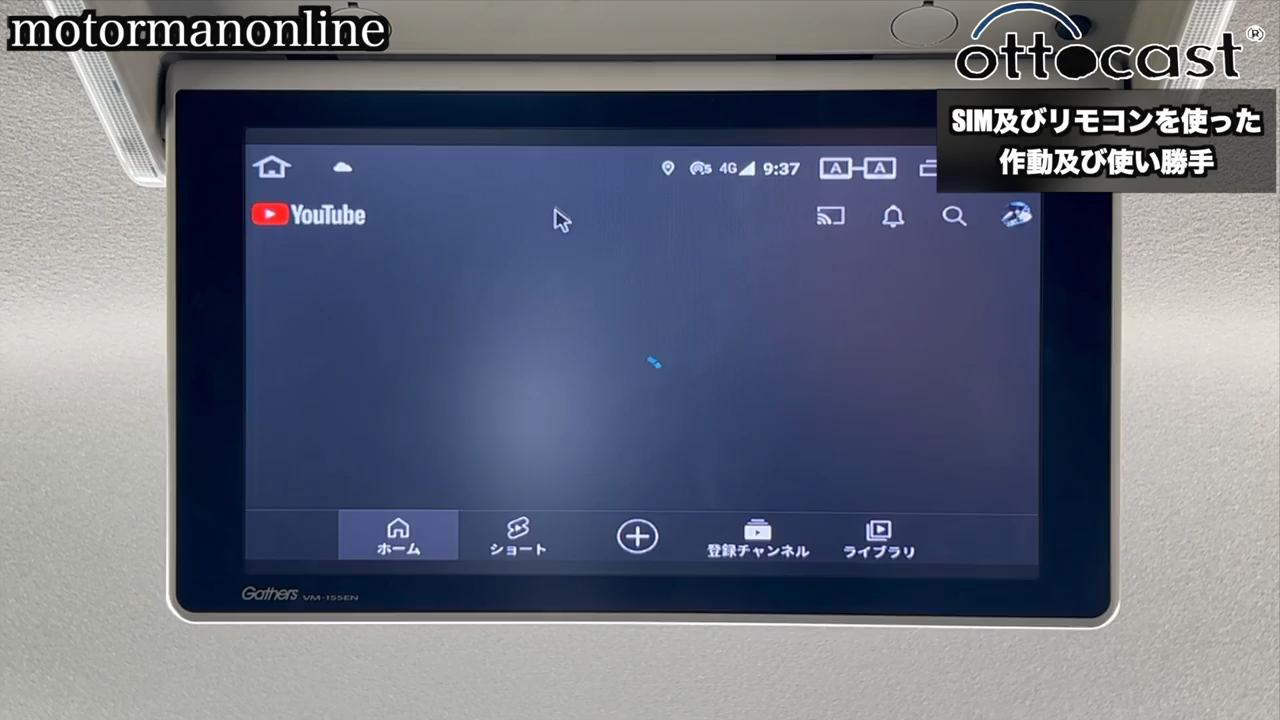 motormanonline
ottocast®
SIM及びリモコンを使った
作動及び使い勝手
4G 9:37 A A
YouTube
ホーム ショート 登録チャンネル ライブラリ
Gathers VM-155EN